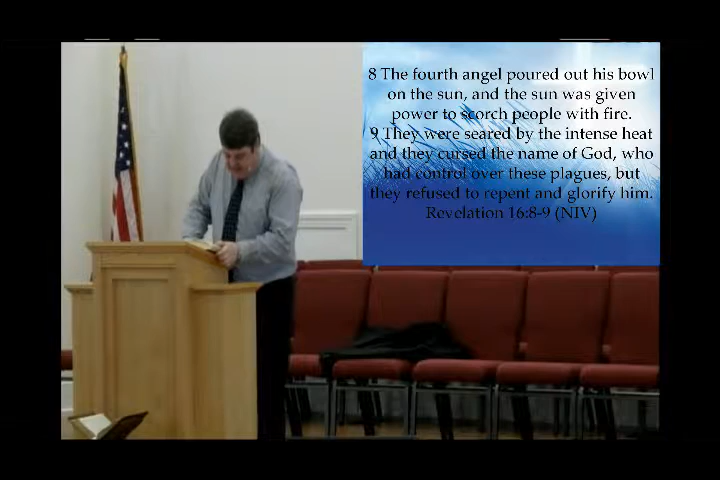 8 The fourth angel poured out his bowl
on the sun, and the sun was given
power to scorch people with fire.
9 They were seared by the intense heat
and they cursed the name of God, who
had control over these plagues, but
they refused to repent and glorify him.
Revelation 16:8-9 (NIV)